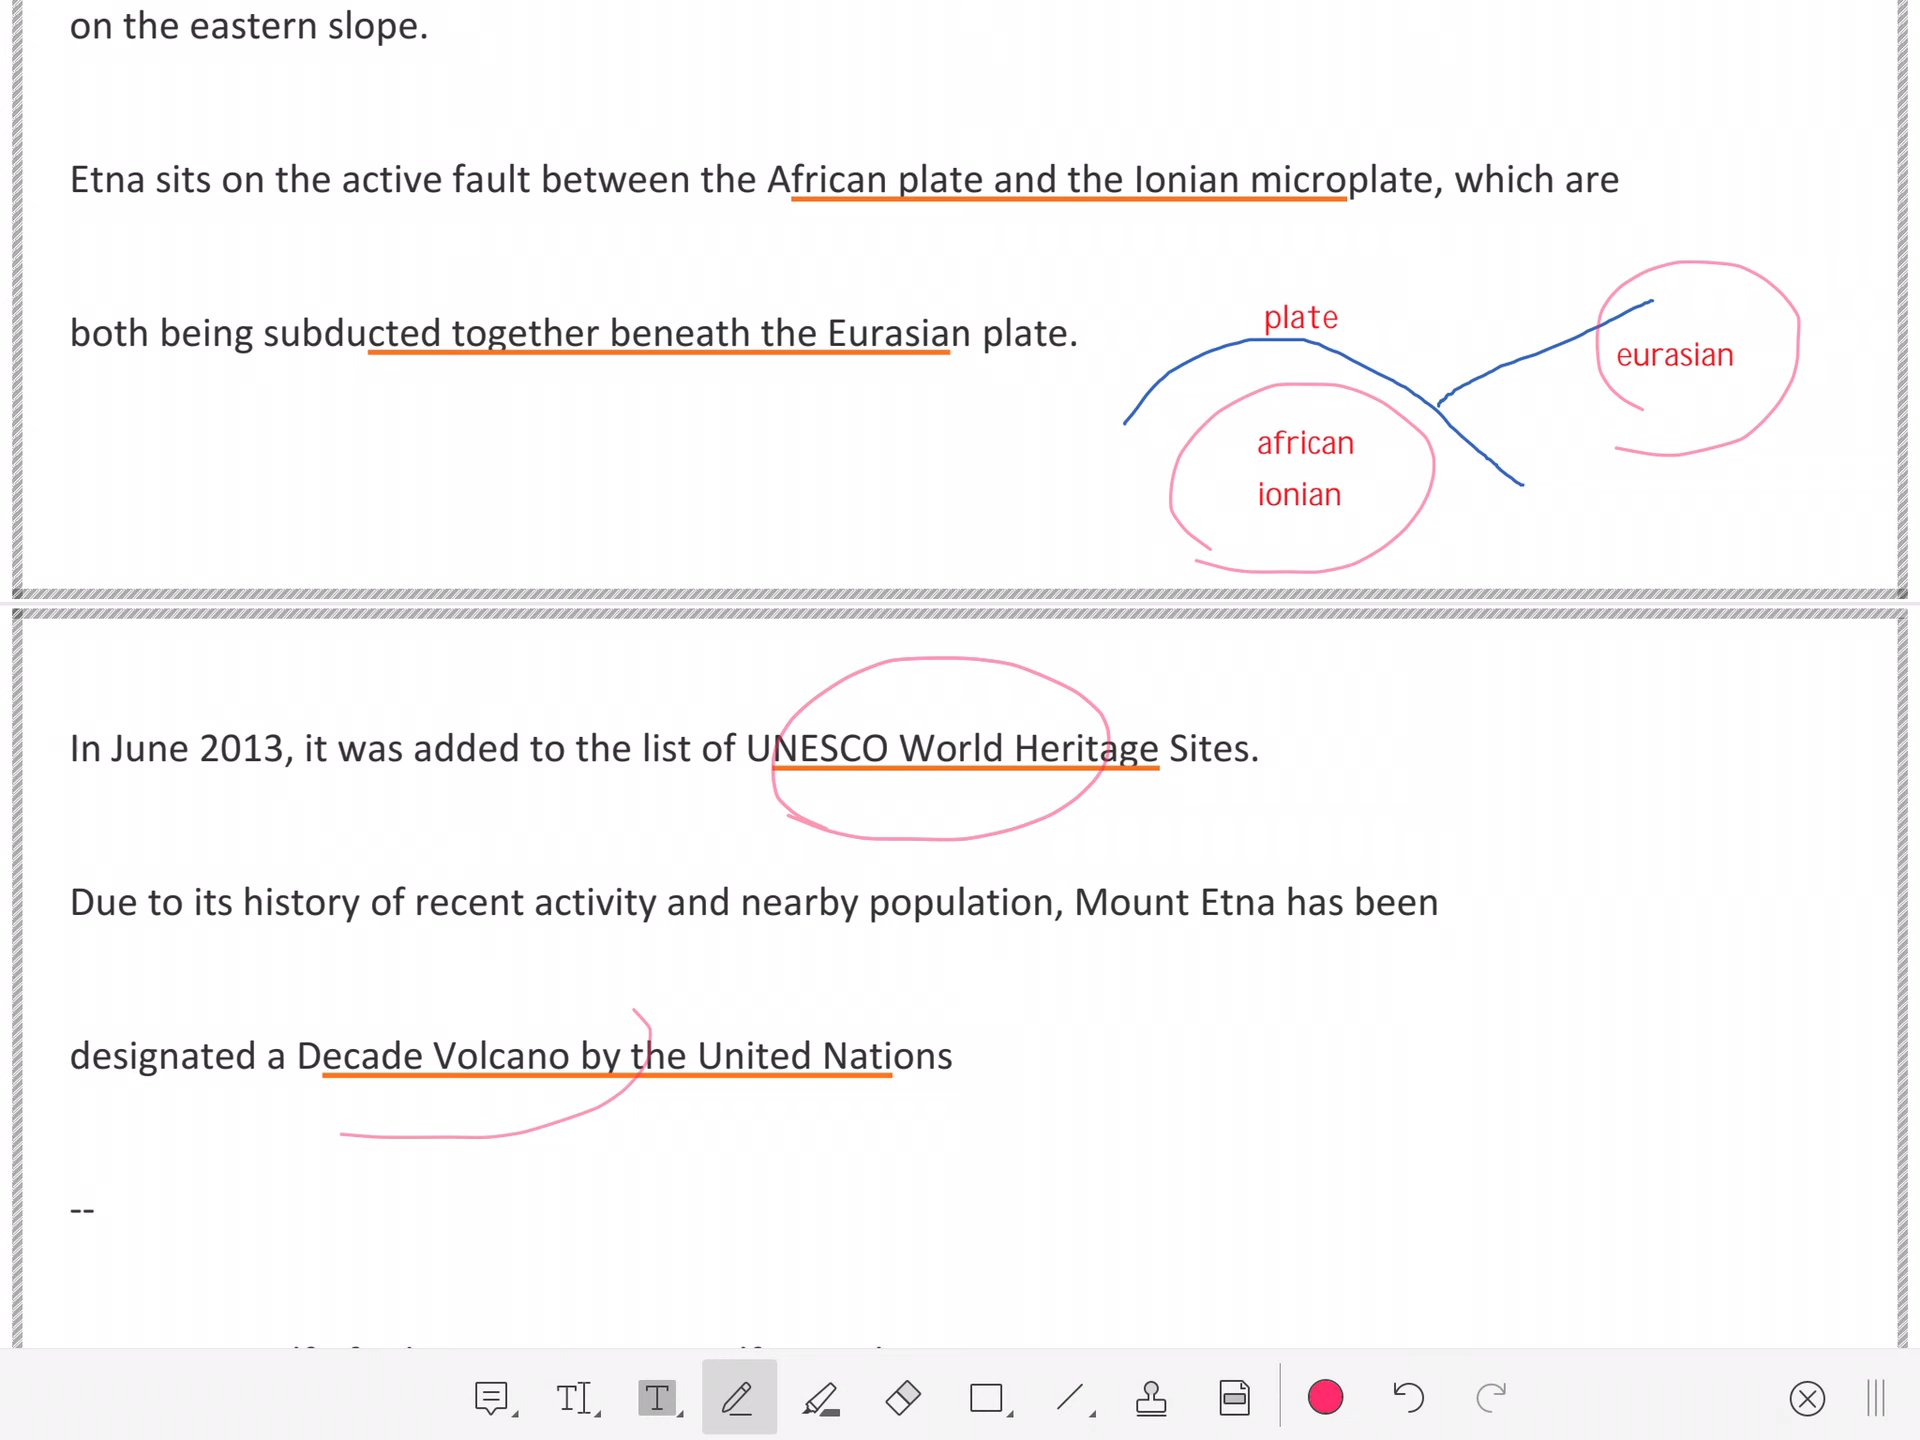 on the eastern slope.
Etna sits on the active fault between the African plate and the Ionian microplate, which are
both being subducted together beneath the Eurasian plate.
plate
eurasian
african
ionian
In June 2013, it was added to the list of UNESCO World Heritage Sites.
Due to its history of recent activity and nearby population, Mount Etna has been
designated a Decade Volcano by the United Nations
--